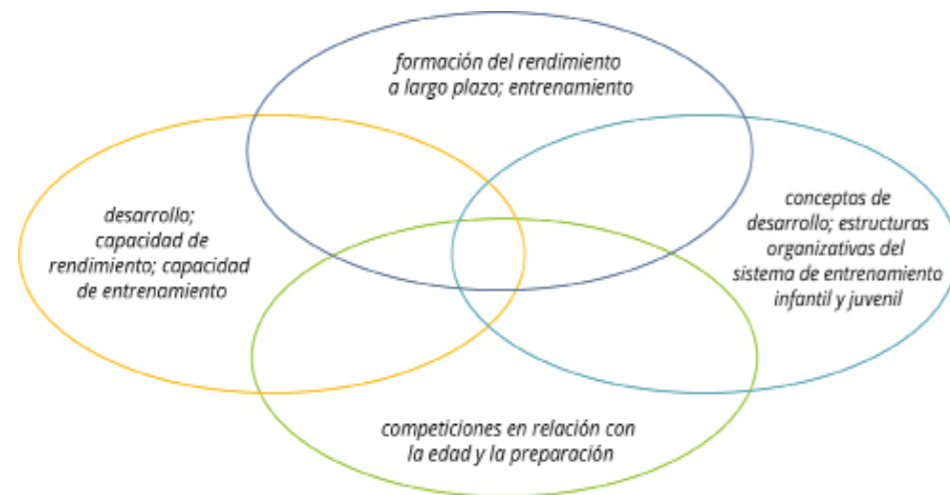 formación del rendimiento
a largo plazo; entrenamiento
desarrollo;
capacidad de
rendimiento; capacidad
de entrenamiento
conceptos de
desarrollo; estructuras
organizativas del
sistema de entrenamiento
infantil y juvenil
competiciones en relación con
la edad y la preparación